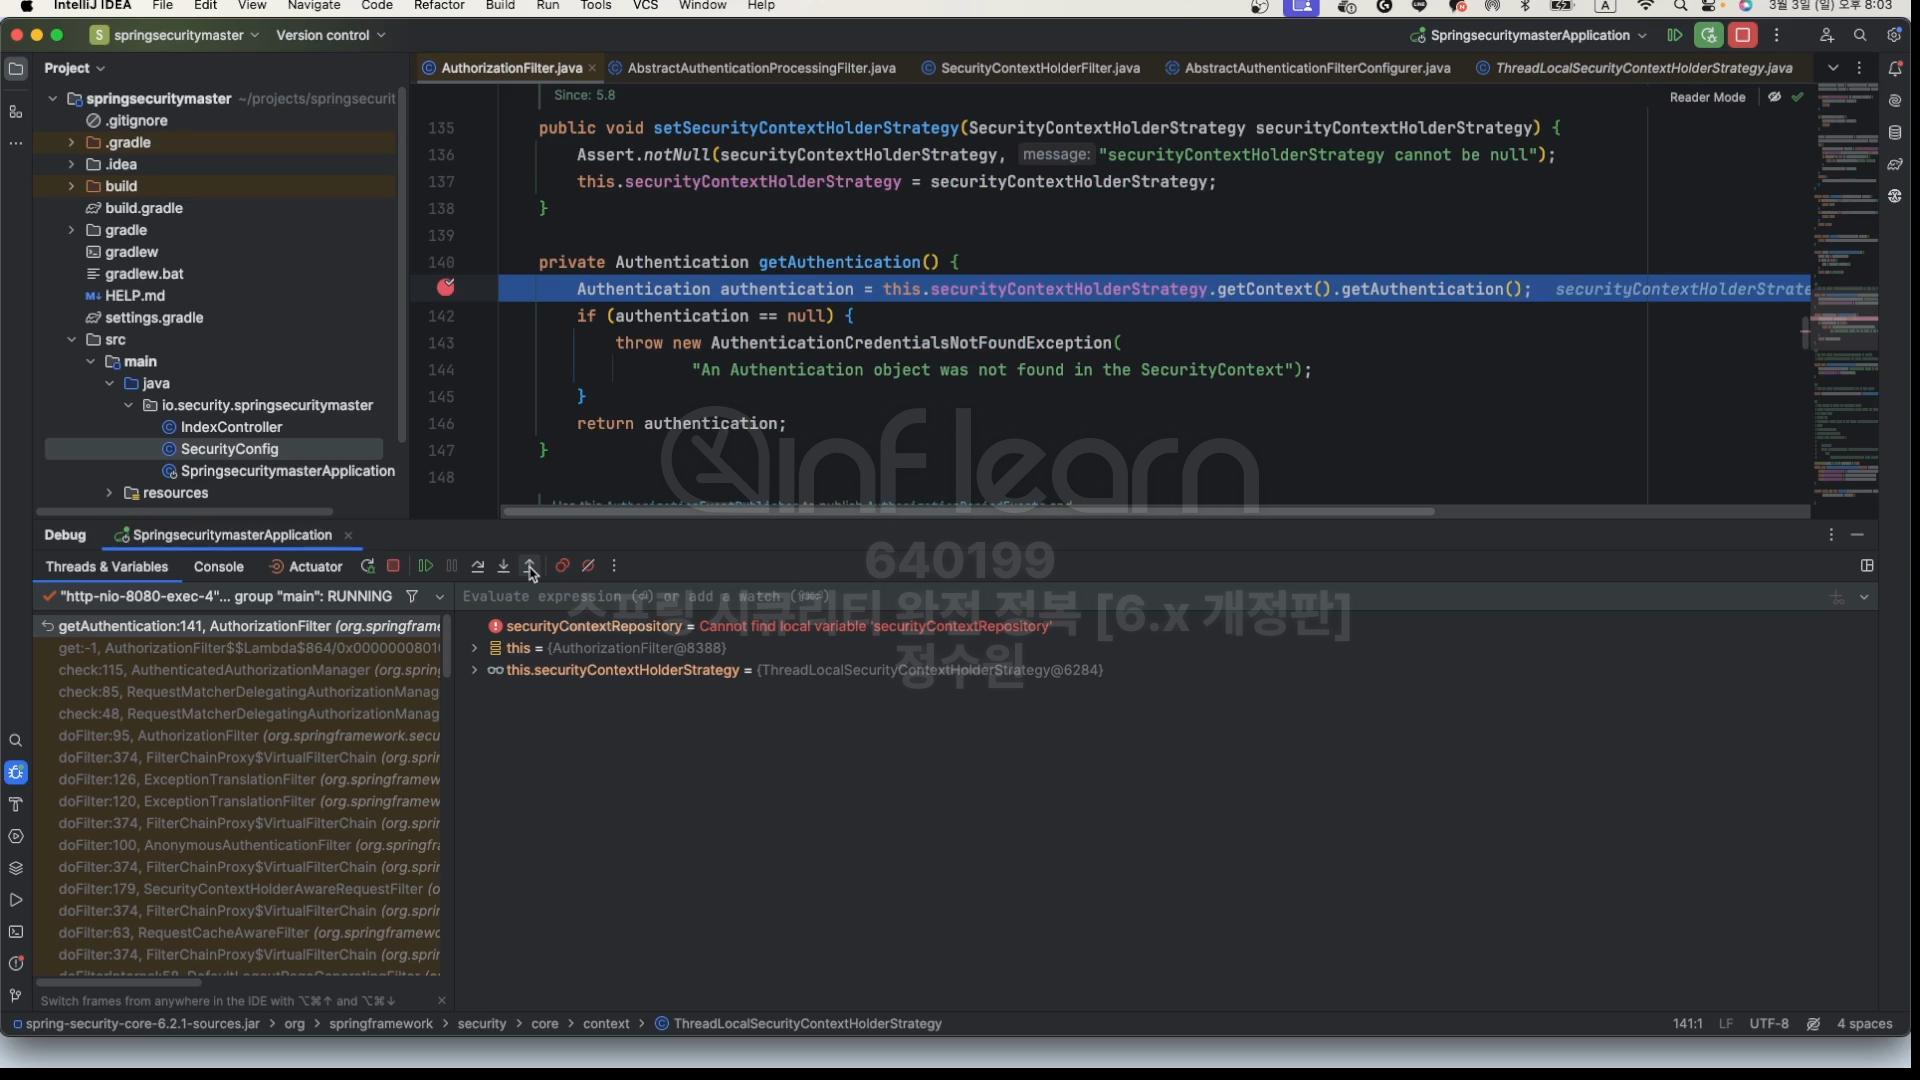 IntelliJ IDEA File Edit View Navigate Code Refactor Build Run Tools VCS Window Help A 3월 3일 (일) 오후 8:03
S springsecuritymaster Version control SpringsecuritymasterApplication
Project
AuthorizationFilter.java AbstractAuthenticationProcessingFilter.java SecurityContextHolderFilter.java AbstractAuthenticationFilterConfigurer.java ThreadLocalSecurityContextHolderStrategy.java
springsecuritymaster ~/projects/springsecurit
.gitignore
.gradle
.idea
build
build.gradle
gradle
gradlew
gradlew.bat
M↓ HELP.md
settings.gradle
src
main
java
io.security.springsecuritymaster
IndexController
SecurityConfig
SpringsecuritymasterApplication
resources
Since: 5.8
Reader Mode
135 public void setSecurityContextHolderStrategy(SecurityContextHolderStrategy securityContextHolderStrategy) {
136 Assert.notNull(securityContextHolderStrategy, message: "securityContextHolderStrategy cannot be null");
137 this.securityContextHolderStrategy = securityContextHolderStrategy;
138 }
139
140 private Authentication getAuthentication() {
Authentication authentication = this.securityContextHolderStrategy.getContext().getAuthentication(); securityContextHolderStrate
142 if (authentication == null) {
143 throw new AuthenticationCredentialsNotFoundException(
144 "An Authentication object was not found in the SecurityContext");
145 }
146 return authentication;
147 }
148
inflearn
640199
스프링 시큐리티 완전 정복 [6.x 개정판]
정수원
Debug SpringsecuritymasterApplication
Threads & Variables Console Actuator
"http-nio-8080-exec-4"... group "main": RUNNING
Evaluate expression (⏎) or add a watch (⇧⌘⏎)
getAuthentication:141, AuthorizationFilter (org.springframe
get:-1, AuthorizationFilter$$Lambda$864/0x000000080
check:115, AuthenticatedAuthorizationManager (org.sprin
check:85, RequestMatcherDelegatingAuthorizationManag
check:48, RequestMatcherDelegatingAuthorizationManag
doFilter:95, AuthorizationFilter (org.springframework.secu
doFilter:374, FilterChainProxy$VirtualFilterChain (org.sprin
doFilter:126, ExceptionTranslationFilter (org.springframew
doFilter:120, ExceptionTranslationFilter (org.springframew
doFilter:374, FilterChainProxy$VirtualFilterChain (org.sprin
doFilter:100, AnonymousAuthenticationFilter (org.springfra
doFilter:374, FilterChainProxy$VirtualFilterChain (org.sprin
doFilter:179, SecurityContextHolderAwareRequestFilter (o
doFilter:374, FilterChainProxy$VirtualFilterChain (org.sprin
doFilter:63, RequestCacheAwareFilter (org.springframewo
doFilter:374, FilterChainProxy$VirtualFilterChain (org.sprin
securityContextRepository = Cannot find local variable 'securityContextRepository'
this = {AuthorizationFilter@8388}
this.securityContextHolderStrategy = {ThreadLocalSecurityContextHolderStrategy@6284}
Switch frames from anywhere in the IDE with ⌥⌘↑ and ⌥⌘↓
spring-security-core-6.2.1-sources.jar > org > springframework > security > core > context > ThreadLocalSecurityContextHolderStrategy 141:1 LF UTF-8 4 spaces